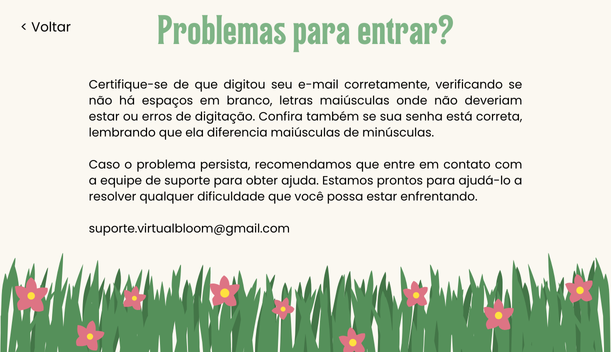 < Voltar
Problemas para entrar?
Certifique-se de que digitou seu e-mail corretamente, verificando se
não há espaços em branco, letras maiúsculas onde não deveriam
estar ou erros de digitação. Confira também se sua senha está correta,
lembrando que ela diferencia maiúsculas de minúsculas.
Caso o problema persista, recomendamos que entre em contato com
a equipe de suporte para obter ajuda. Estamos prontos para ajudá-lo a
resolver qualquer dificuldade que você possa estar enfrentando.
suporte.virtualbloom@gmail.com